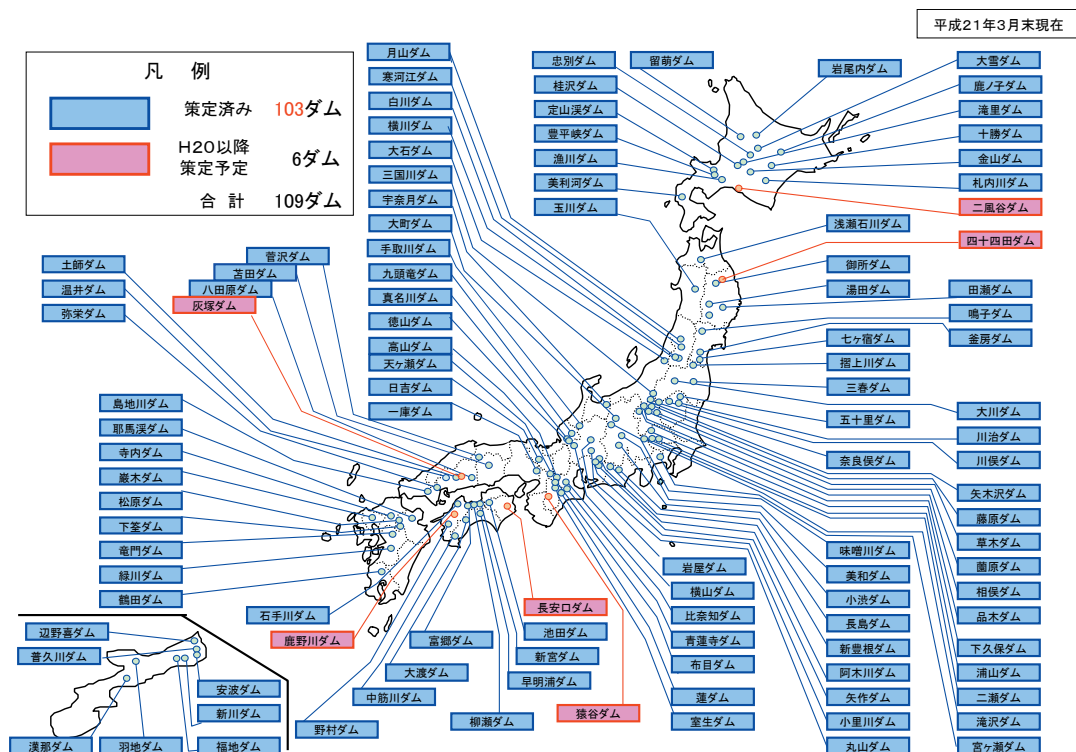 平成21年3月末現在
凡 例
策定済み 103ダム
H20以降
策定予定 6ダム
合 計 109ダム
月山ダム
寒河江ダム
白川ダム
横川ダム
大石ダム
三国川ダム
宇奈月ダム
大町ダム
手取川ダム
九頭竜ダム
真名川ダム
徳山ダム
高山ダム
天ヶ瀬ダム
日吉ダム
一庫ダム
忠別ダム
留萌ダム
桂沢ダム
定山渓ダム
豊平峡ダム
漁川ダム
美利河ダム
玉川ダム
岩尾内ダム
大雪ダム
鹿ノ子ダム
滝里ダム
十勝ダム
金山ダム
札内川ダム
二風谷ダム
浅瀬石川ダム
四十四田ダム
御所ダム
湯田ダム
田瀬ダム
鳴子ダム
釜房ダム
七ヶ宿ダム
摺上川ダム
三春ダム
大川ダム
五十里ダム
川治ダム
川俣ダム
奈良俣ダム
矢木沢ダム
藤原ダム
草木ダム
薗原ダム
相俣ダム
品木ダム
下久保ダム
浦山ダム
二瀬ダム
滝沢ダム
宮ヶ瀬ダム
味噌川ダム
美和ダム
小渋ダム
長島ダム
新豊根ダム
阿木川ダム
矢作ダム
小里川ダム
丸山ダム
岩屋ダム
横山ダム
比奈知ダム
青蓮寺ダム
布目ダム
蓮ダム
室生ダム
菅沢ダム
苫田ダム
八田原ダム
灰塚ダム
土師ダム
温井ダム
弥栄ダム
島地川ダム
耶馬渓ダム
寺内ダム
巌木ダム
松原ダム
下筌ダム
竜門ダム
緑川ダム
鶴田ダム
石手川ダム
鹿野川ダム
富郷ダム
大渡ダム
中筋川ダム
野村ダム
長安口ダム
池田ダム
新宮ダム
早明浦ダム
柳瀬ダム
猿谷ダム
辺野喜ダム
普久川ダム
安波ダム
新川ダム
漢那ダム
羽地ダム
福地ダム